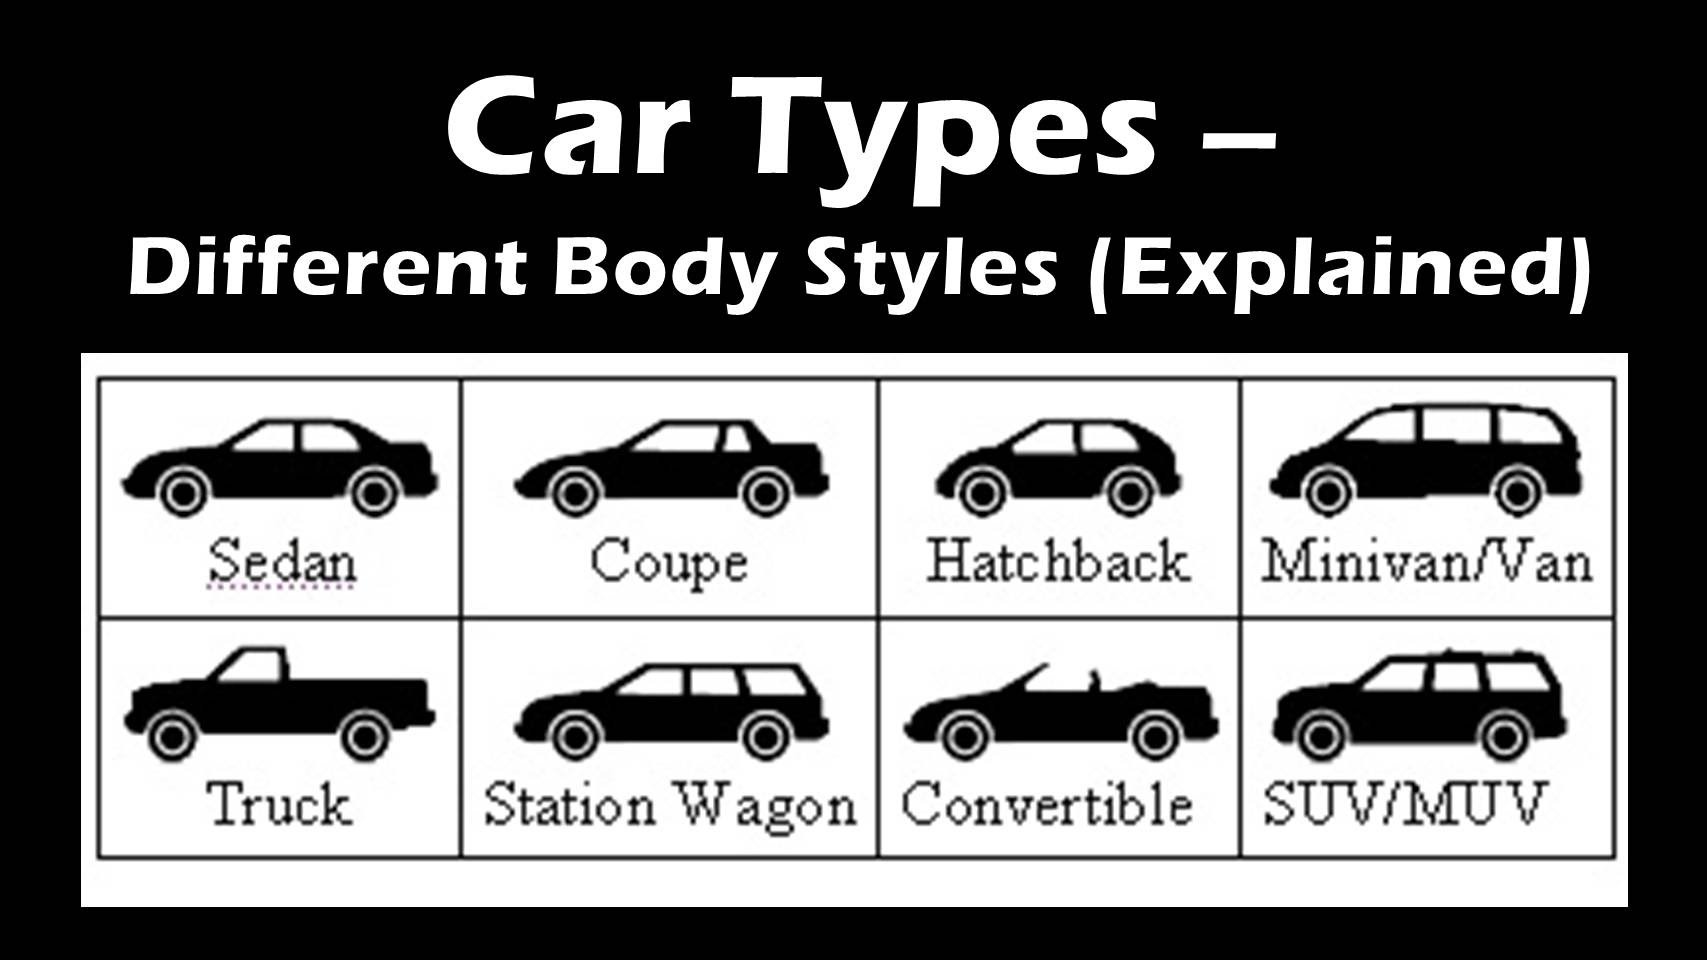 Car Types –
Different Body Styles (Explained)
Sedan
Coupe
Hatchback
Minivan/Van
Truck
Station Wagon
Convertible
SUV/MUV